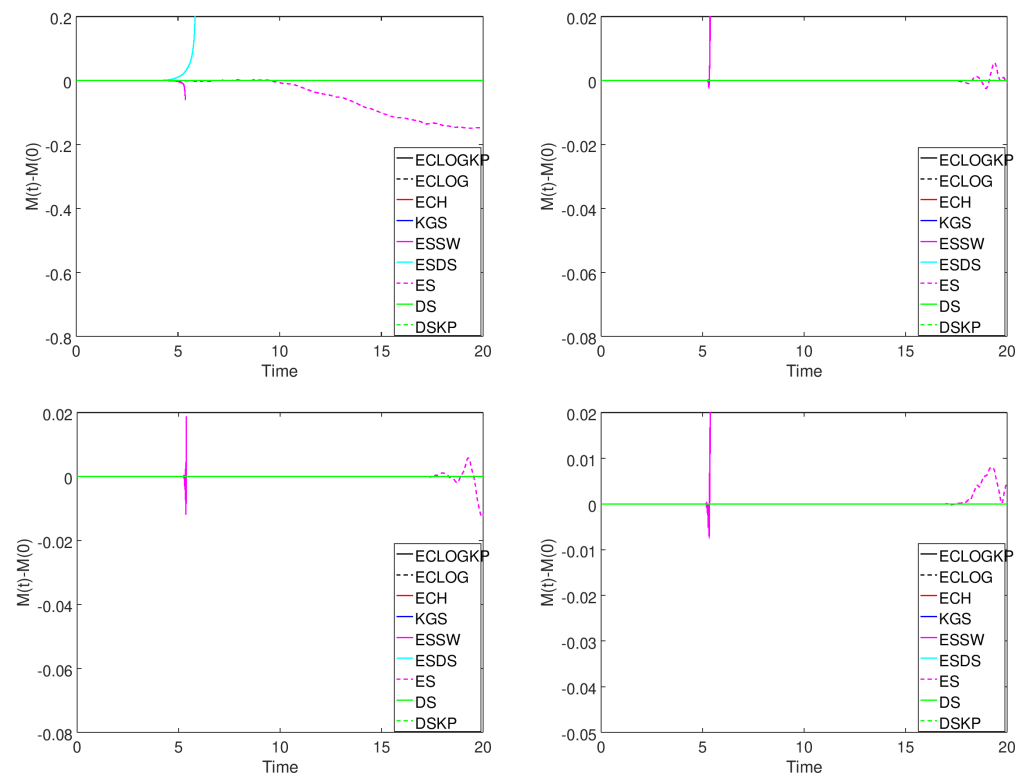 0.2
0
-0.2
-0.4
-0.6
-0.8
M(t)-M(0)
0 5 10 15 20
Time
ECLOGKP
ECLOG
ECH
KGS
ESSW
ESDS
ES
DS
DSKP
0.02
0
-0.02
-0.04
-0.06
-0.08
M(t)-M(0)
0 5 10 15 20
Time
ECLOGKP
ECLOG
ECH
KGS
ESSW
ESDS
ES
DS
DSKP
0.02
0
-0.02
-0.04
-0.06
-0.08
M(t)-M(0)
0 5 10 15 20
Time
ECLOGKP
ECLOG
ECH
KGS
ESSW
ESDS
ES
DS
DSKP
0.02
0.01
0
-0.01
-0.02
-0.03
-0.04
-0.05
M(t)-M(0)
0 5 10 15 20
Time
ECLOGKP
ECLOG
ECH
KGS
ESSW
ESDS
ES
DS
DSKP